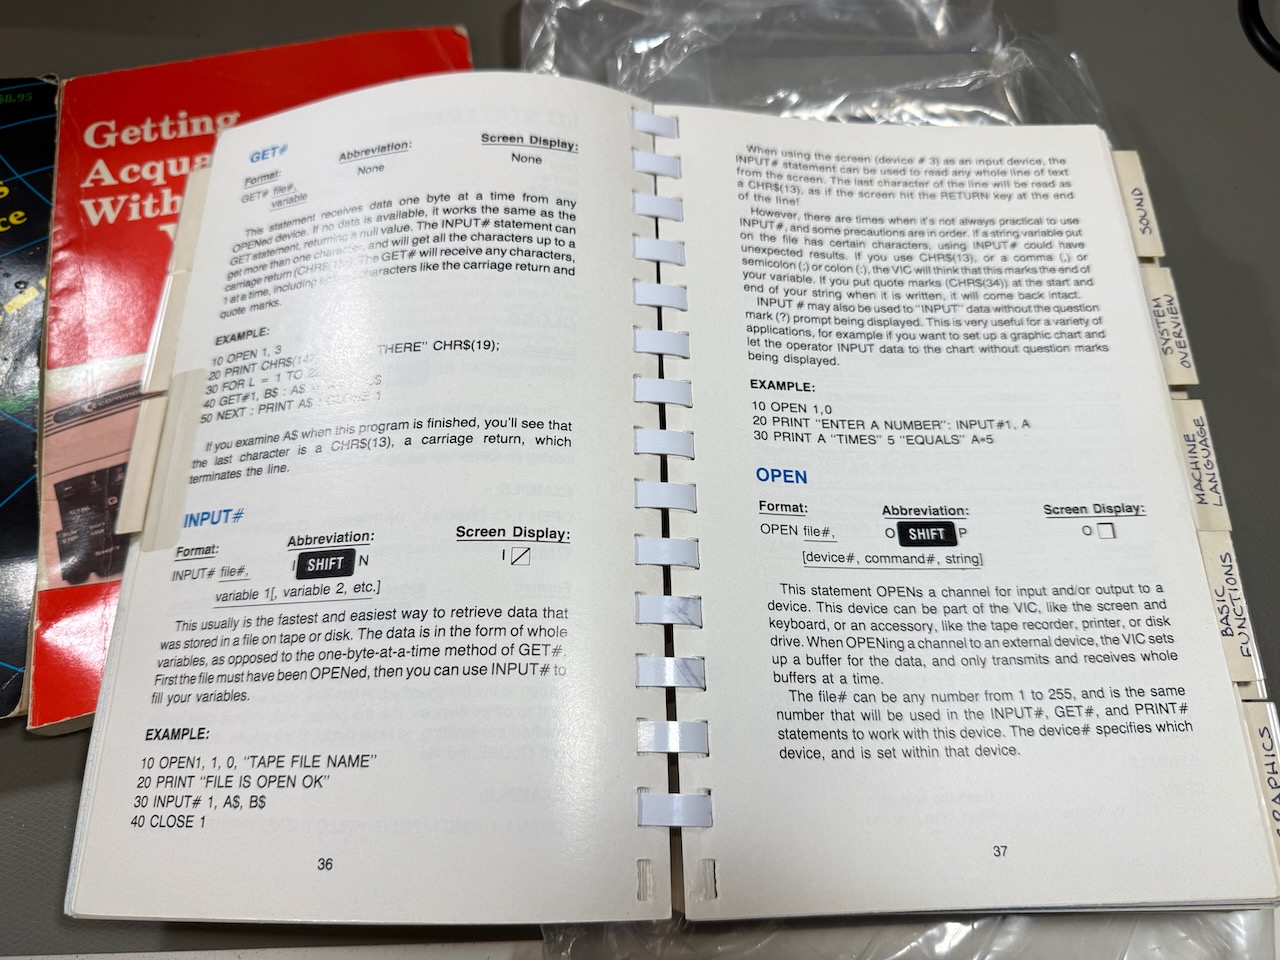 $8.95
Getting
Acqua
With
GET#
Abbreviation:
Screen Display:
Format:
None
None
GET# file#,
variable
This statement receives data one byte at a time from any
OPENed device. If no data is available, it works the same as the
GET statement, returning a null value. The INPUT# statement can
get more than one character, and will get all the characters up to a
carriage return (CHR$(13)). The GET# will receive any characters,
1 at a time, including characters like the carriage return and
quote marks.
EXAMPLE:
10 OPEN 1, 3
20 PRINT CHR$(147) THERE" CHR$(19);
30 FOR L = 1 TO
40 GET#1, B$ : A$
50 NEXT : PRINT A$ : CLOSE 1
If you examine A$ when this program is finished, you'll see that
the last character is a CHR$(13), a carriage return, which
terminates the line.
INPUT#
Format:
Abbreviation:
Screen Display:
INPUT# file#,
I SHIFT N
I
variable 1[, variable 2, etc.]
This usually is the fastest and easiest way to retrieve data that
was stored in a file on tape or disk. The data is in the form of whole
variables, as opposed to the one-byte-at-a-time method of GET#.
First the file must have been OPENed, then you can use INPUT# to
fill your variables.
EXAMPLE:
10 OPEN1, 1, 0, "TAPE FILE NAME"
20 PRINT "FILE IS OPEN OK"
30 INPUT# 1, A$, B$
40 CLOSE 1
36
When using the screen (device # 3) as an input device, the
INPUT# statement can be used to read any whole line of text
from the screen. The last character of the line will be read as
a CHR$(13), as if the screen hit the RETURN key at the end
of the line!
However, there are times when it's not always practical to use
INPUT#, and some precautions are in order. If a string variable put
on the file has certain characters, using INPUT# could have
unexpected results. If you use CHR$(13), or a comma (,) or
semicolon (;) or colon (:), the VIC will think that this marks the end of
your variable. If you put quote marks (CHR$(34)) at the start and
end of your string when it is written, it will come back intact.
INPUT # may also be used to "INPUT" data without the question
mark (?) prompt being displayed. This is very useful for a variety of
applications, for example if you want to set up a graphic chart and
let the operator INPUT data to the chart without question marks
being displayed.
EXAMPLE:
10 OPEN 1,0
20 PRINT "ENTER A NUMBER": INPUT#1, A
30 PRINT A "TIMES" 5 "EQUALS" A*5
OPEN
Format:
Abbreviation:
Screen Display:
OPEN file#,
O SHIFT P
O
[device#, command#, string]
This statement OPENs a channel for input and/or output to a
device. This device can be part of the VIC, like the screen and
keyboard, or an accessory, like the tape recorder, printer, or disk
drive. When OPENing a channel to an external device, the VIC sets
up a buffer for the data, and only transmits and receives whole
buffers at a time.
The file# can be any number from 1 to 255, and is the same
number that will be used in the INPUT#, GET#, and PRINT#
statements to work with this device. The device# specifies which
device, and is set within that device.
37
SOUND
SYSTEM
OVERVIEW
MACHINE
LANGUAGE
BASIC
FUNCTIONS
RAPHICS